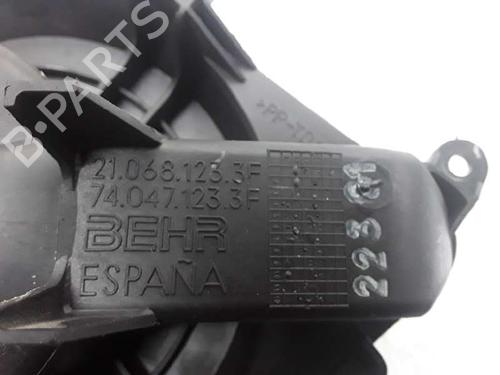 21.068.123.3F
74.047.123.3F
BEHR
ESPAÑA
223
B-PARTS